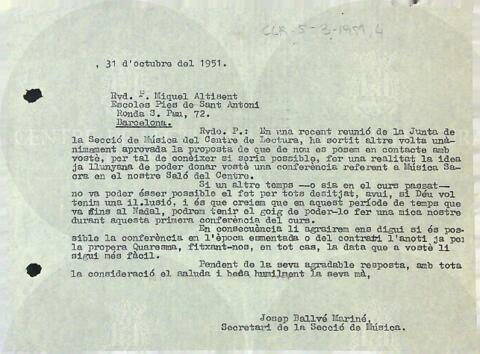 CLR 5-3-1951, 4
, 31 d'octubre del 1951.
Rvd. P. Miquel Altisent
Escoles Pies de Sant Antoni
Ronda S. Pau, 72.
Barcelona.
Rvdo. P.: En una recent reunió de la Junta de
la Secció de Música del Centre de Lectura, ha sortit altre volta unà-
nimament aprovada la proposta de que de nou es posem en contacte amb
vostè, per tal de conèixer si seria possible, fer una realitat la idea
ja llunyana de poder donar vostè una conferència referent a Música Sa-
cra en el nostre Saló del Centre.
Si un altre temps —o sia en el curs passat—
no va poder ésser possible el fet por tots desitjat, avui, si Déu vol
tenim una il.lusió, i és que creiem que en aquest període de temps que
va fins al Nadal, podrem tenir el goig de poder-lo fer una mica nostre
durant aquesta primera conferència del curs.
En conseqüència li agrairem ens digui si és pos-
sible la conferència en l'època esmentada o del contrari l'anoti ja por
la propera Quaresma, fitxant-nos, en tot cas, la data que a vostè li
sigui més fàcil.
Pendent de la seva agradable resposta, amb tota
la consideració el saluda i beda humilment la seva mà,
Josep Ballvé Mariné,
Secretari de la Secció de Música.